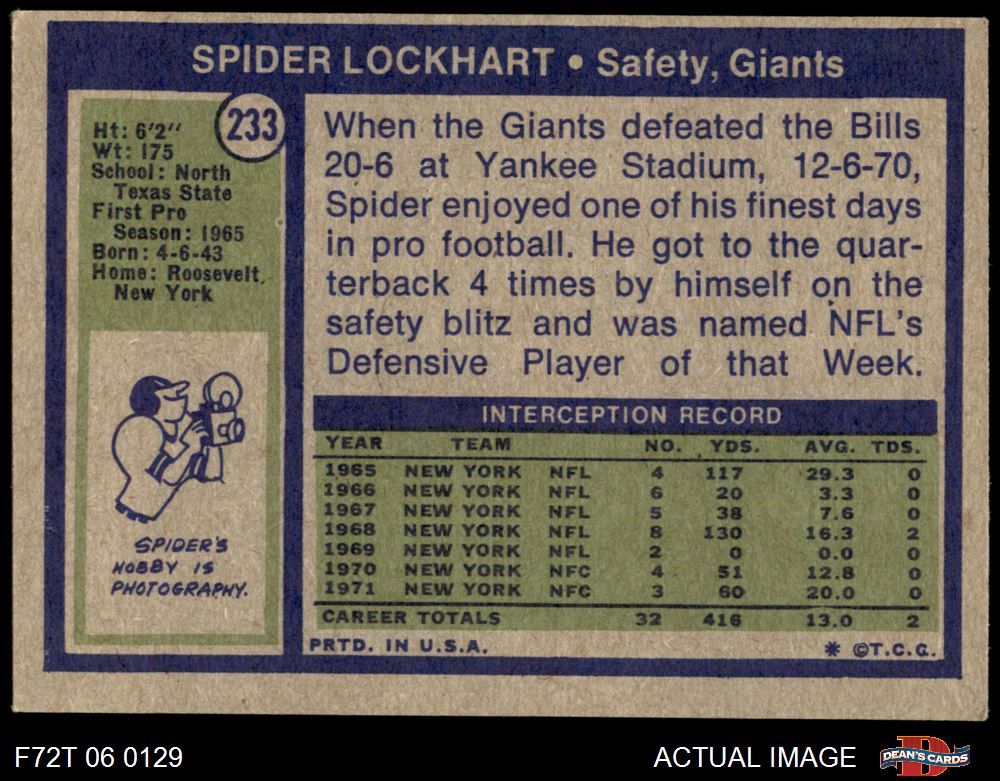 SPIDER LOCKHART • Safety, Giants
233
Ht: 6'2"
Wt: 175
School: North
Texas State
First Pro
Season: 1965
Born: 4-6-43
Home: Roosevelt,
New York
SPIDER'S
HOBBY IS
PHOTOGRAPHY.
When the Giants defeated the Bills
20-6 at Yankee Stadium, 12-6-70,
Spider enjoyed one of his finest days
in pro football. He got to the quar-
terback 4 times by himself on the
safety blitz and was named NFL's
Defensive Player of that Week.
INTERCEPTION RECORD
YEAR TEAM NO. YDS. AVG. TDS.
1965 NEW YORK NFL 4 117 29.3 0
1966 NEW YORK NFL 6 20 3.3 0
1967 NEW YORK NFL 5 38 7.6 0
1968 NEW YORK NFL 8 130 16.3 2
1969 NEW YORK NFL 2 0 0.0 0
1970 NEW YORK NFC 4 51 12.8 0
1971 NEW YORK NFC 3 60 20.0 0
CAREER TOTALS 32 416 13.0 2
PRTD. IN U.S.A. * ©T.C.G.
F72T 06 0129 ACTUAL IMAGE DEAN'S CARDS